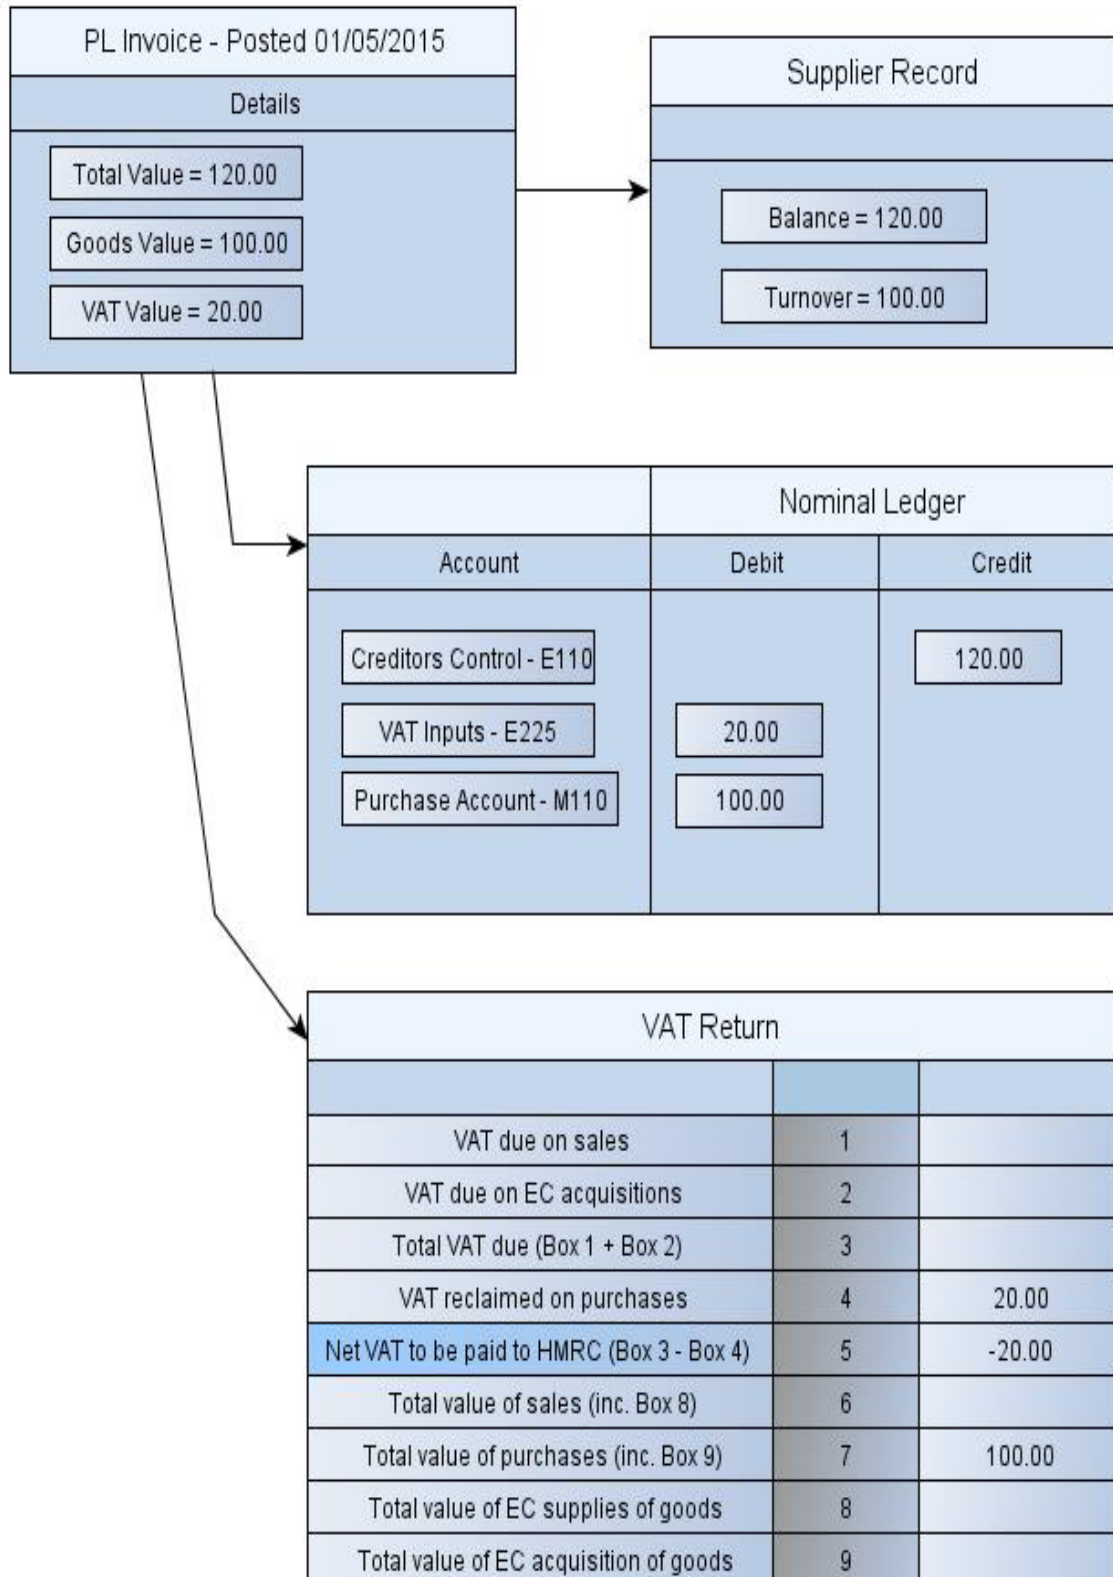 PL Invoice - Posted 01/05/2015
Details
Total Value = 120.00
Goods Value = 100.00
VAT Value = 20.00
Supplier Record
Balance = 120.00
Turnover = 100.00
Nominal Ledger
Account Debit Credit
Creditors Control - E110 120.00
VAT Inputs - E225 20.00
Purchase Account - M110 100.00
VAT Return
VAT due on sales 1
VAT due on EC acquisitions 2
Total VAT due (Box 1 + Box 2) 3
VAT reclaimed on purchases 4 20.00
Net VAT to be paid to HMRC (Box 3 - Box 4) 5 -20.00
Total value of sales (inc. Box 8) 6
Total value of purchases (inc. Box 9) 7 100.00
Total value of EC supplies of goods 8
Total value of EC acquisition of goods 9